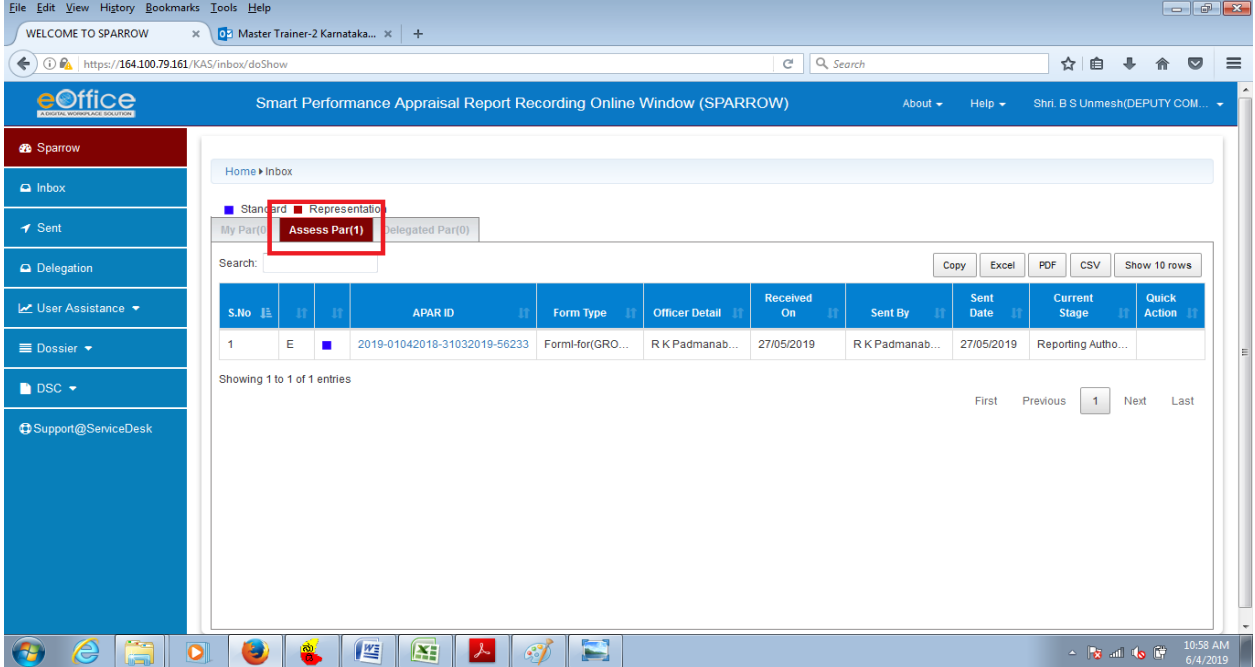 File Edit View History Bookmarks Tools Help
WELCOME TO SPARROW × Master Trainer-2 Karnataka... × +
https://164.100.79.161/KAS/inbox/doShow Search
eOffice Smart Performance Appraisal Report Recording Online Window (SPARROW) About Help Shri. B S Unmesh(DEPUTY COM...
A DIGITAL WORKPLACE SOLUTION
Sparrow
Home Inbox
Inbox
Standard Representation
Sent
My Par(0 Assess Par(1) Delegated Par(0)
Delegation
Search: Copy Excel PDF CSV Show 10 rows
User Assistance
S.No APAR ID Form Type Officer Detail Received On Sent By Sent Date Current Stage Quick Action
1 E 2019-01042018-31032019-56233 FormI-for(GRO... R K Padmanab... 27/05/2019 R K Padmanab... 27/05/2019 Reporting Autho...
Dossier
Showing 1 to 1 of 1 entries
DSC
First Previous 1 Next Last
Support@ServiceDesk
10:58 AM
6/4/2019